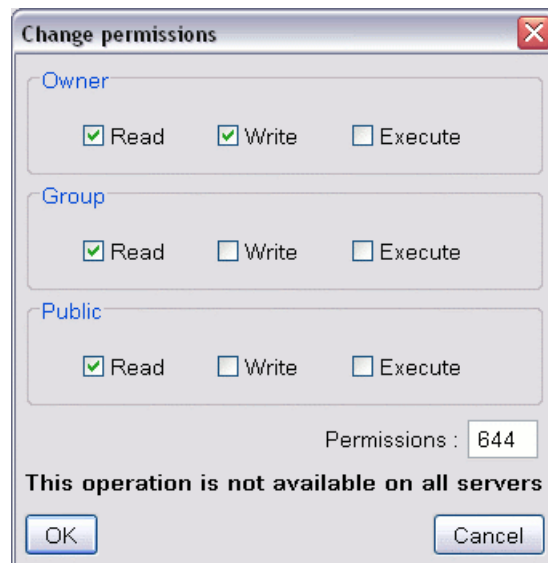 Change permissions
Owner
Read Write Execute
Group
Read Write Execute
Public
Read Write Execute
Permissions : 644
This operation is not available on all servers
OK Cancel